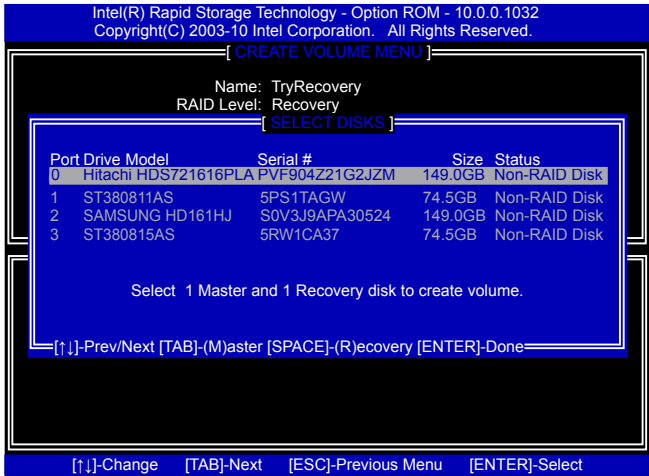 Intel(R) Rapid Storage Technology - Option ROM - 10.0.0.1032
Copyright(C) 2003-10 Intel Corporation. All Rights Reserved.
[ CREATE VOLUME MENU ]
Name: TryRecovery
RAID Level: Recovery
[ SELECT DISKS ]
Port Drive Model Serial # Size Status
0 Hitachi HDS721616PLA PVF904Z21G2JZM 149.0GB Non-RAID Disk
1 ST380811AS 5PS1TAGW 74.5GB Non-RAID Disk
2 SAMSUNG HD161HJ S0V3J9APA30524 149.0GB Non-RAID Disk
3 ST380815AS 5RW1CA37 74.5GB Non-RAID Disk
Select 1 Master and 1 Recovery disk to create volume.
[↑↓]-Prev/Next [TAB]-(M)aster [SPACE]-(R)ecovery [ENTER]-Done
[↑↓]-Change [TAB]-Next [ESC]-Previous Menu [ENTER]-Select